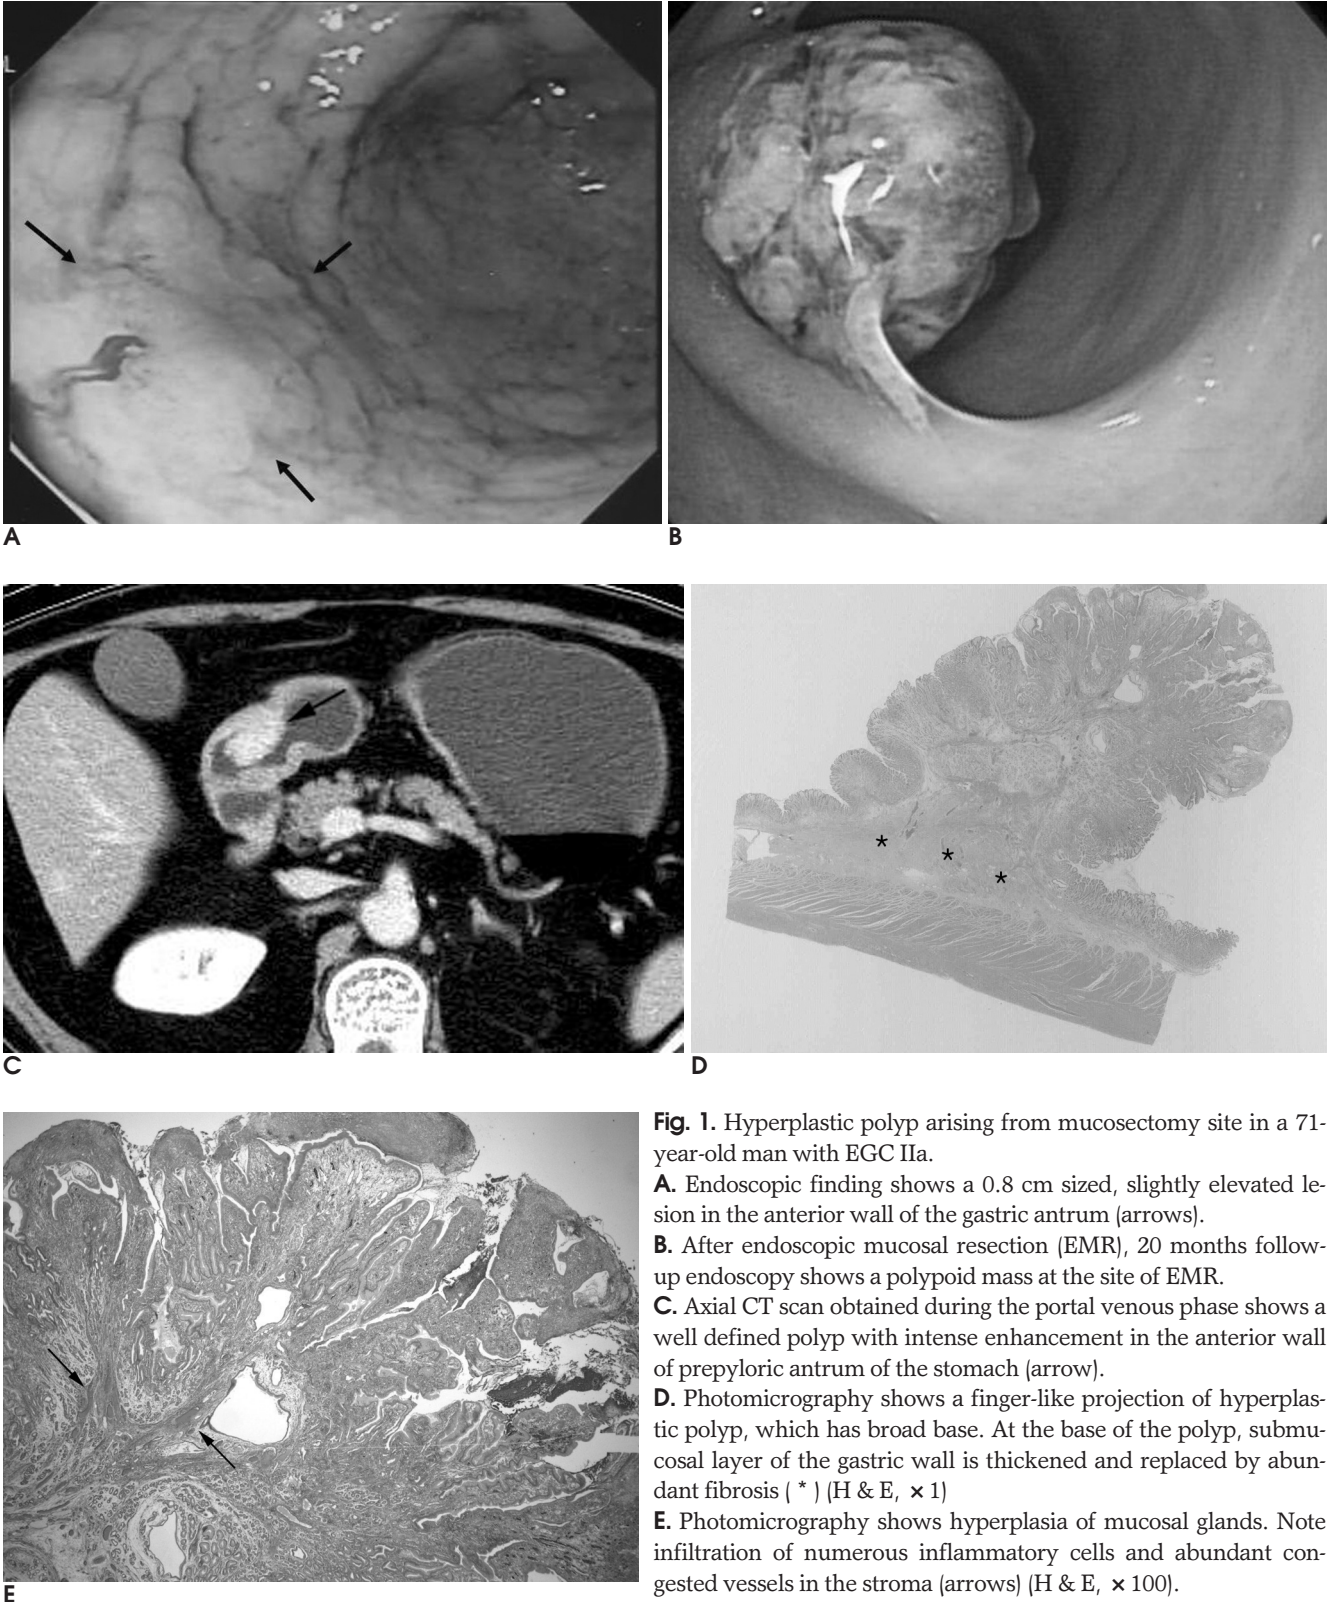 L
A
B
C
D
* * *
E
Fig. 1. Hyperplastic polyp arising from mucosectomy site in a 71-
year-old man with EGC IIa.
A. Endoscopic finding shows a 0.8 cm sized, slightly elevated le-
sion in the anterior wall of the gastric antrum (arrows).
B. After endoscopic mucosal resection (EMR), 20 months follow-
up endoscopy shows a polypoid mass at the site of EMR.
C. Axial CT scan obtained during the portal venous phase shows a
well defined polyp with intense enhancement in the anterior wall
of prepyloric antrum of the stomach (arrow).
D. Photomicrography shows a finger-like projection of hyperplas-
tic polyp, which has broad base. At the base of the polyp, submu-
cosal layer of the gastric wall is thickened and replaced by abun-
dant fibrosis ( * ) (H & E, × 1)
E. Photomicrography shows hyperplasia of mucosal glands. Note
infiltration of numerous inflammatory cells and abundant con-
gested vessels in the stroma (arrows) (H & E, × 100).